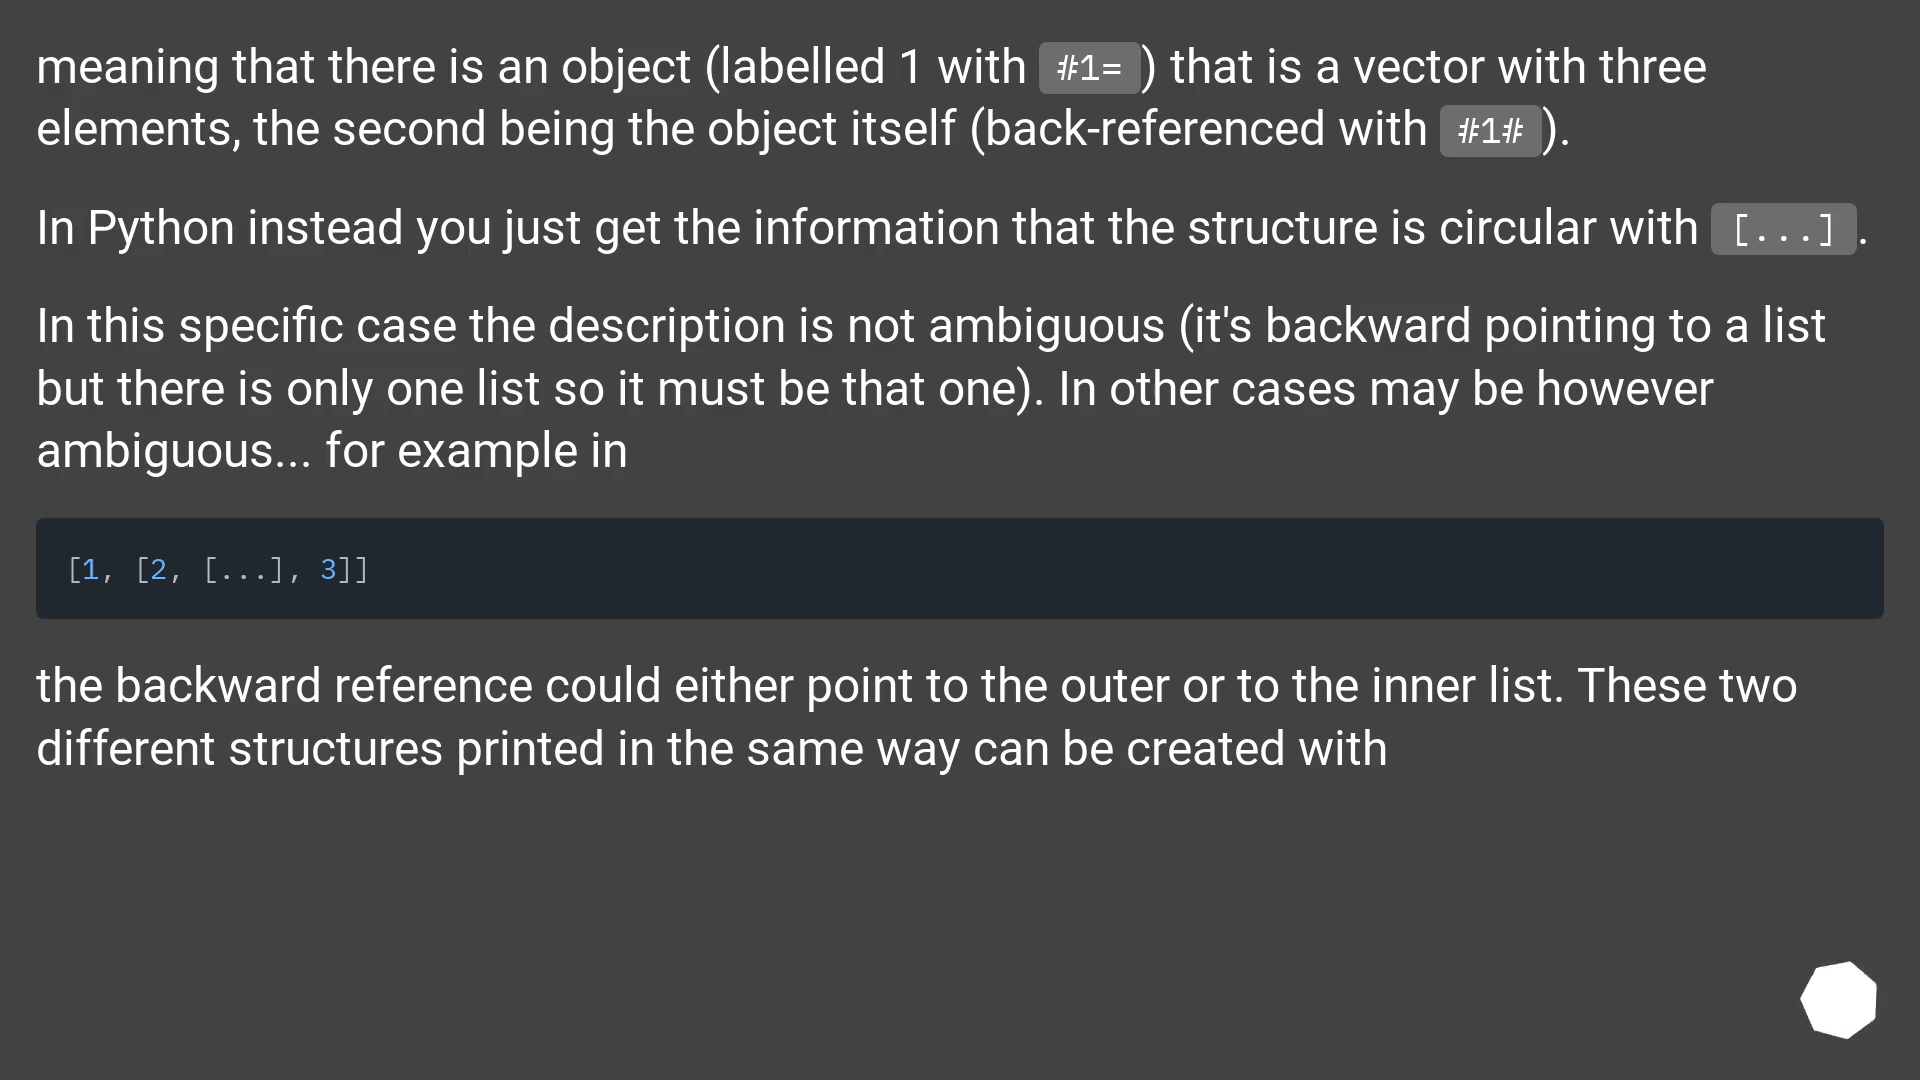 meaning that there is an object (labelled 1 with #1=) that is a vector with three
elements, the second being the object itself (back-referenced with #1#).
In Python instead you just get the information that the structure is circular with [...].
In this specific case the description is not ambiguous (it's backward pointing to a list
but there is only one list so it must be that one). In other cases may be however
ambiguous... for example in
[1, [2, [...], 3]]
the backward reference could either point to the outer or to the inner list. These two
different structures printed in the same way can be created with